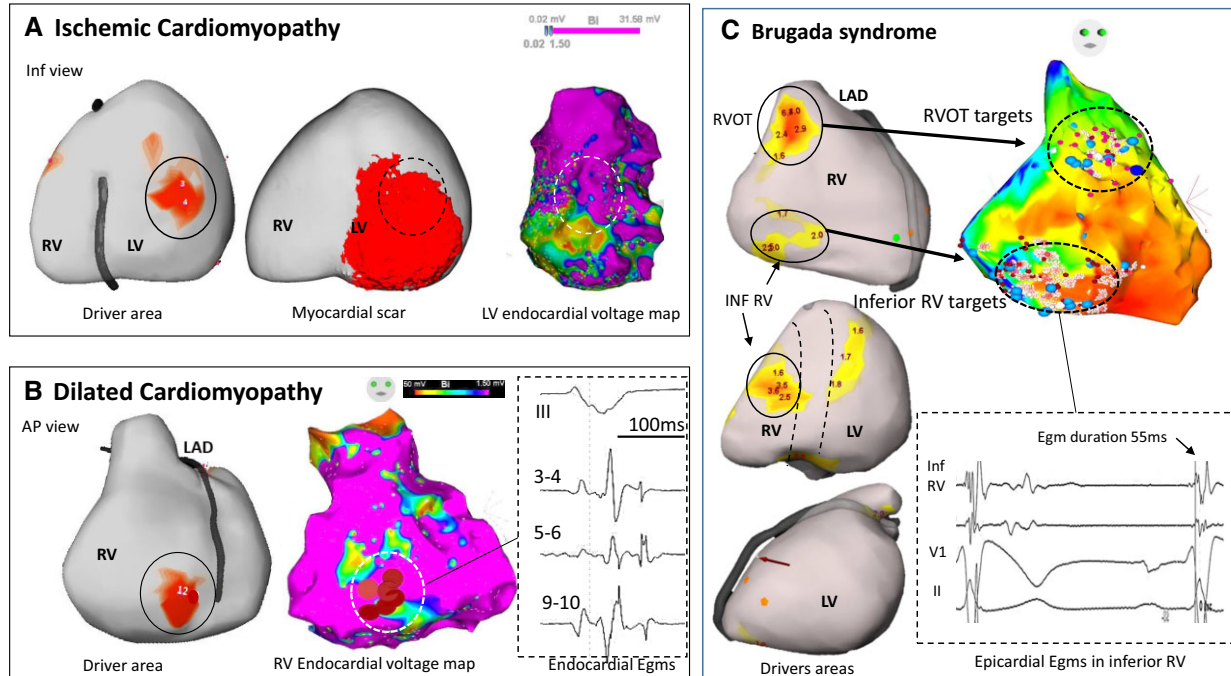 A Ischemic Cardiomyopathy
0.02 mV Bi 31.58 mV
0.02 1.50
Inf view
3
4
RV
LV
RV
LV
Driver area
Myocardial scar
LV endocardial voltage map
B Dilated Cardiomyopathy
50 mV Bi 1.50 mV
AP view
LAD
RV
12
III
100ms
3-4
5-6
9-10
Driver area
RV Endocardial voltage map
Endocardial Egms
C Brugada syndrome
LAD
RVOT
2.4
2.9
1.6
RVOT targets
RV
1.7
2.0
INF RV
Inferior RV targets
1.6
3.5
3.6
2.5
1.6
1.7
1.8
RV
LV
LV
Drivers areas
Egm duration 55ms
Inf
RV
V1
II
Epicardial Egms in inferior RV